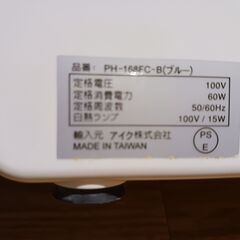 品番: PH-168FC-B(ブルー)
定格電圧 100V
定格消費電力 60W
定格周波数 50/60Hz
白熱ランプ 100V / 15W
輸入元 アイク株式会社
MADE IN TAIWAN
PS
E